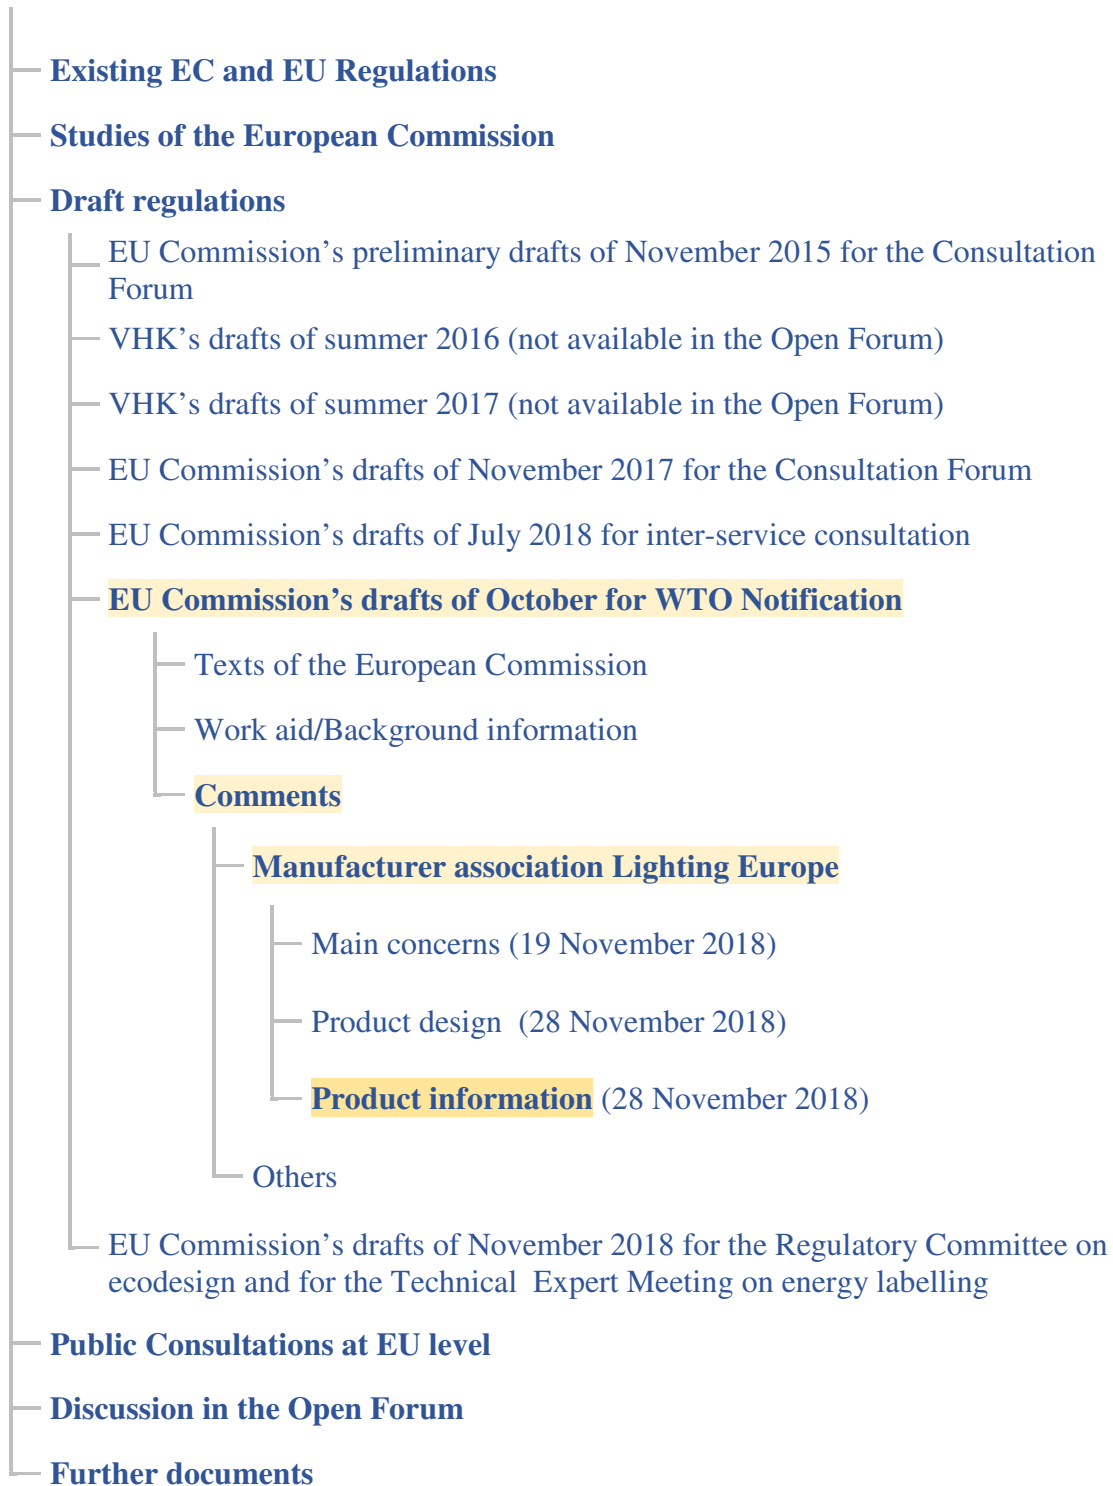 Existing EC and EU Regulations
Studies of the European Commission
Draft regulations
EU Commission’s preliminary drafts of November 2015 for the Consultation
Forum
VHK’s drafts of summer 2016 (not available in the Open Forum)
VHK’s drafts of summer 2017 (not available in the Open Forum)
EU Commission’s drafts of November 2017 for the Consultation Forum
EU Commission’s drafts of July 2018 for inter-service consultation
EU Commission’s drafts of October for WTO Notification
Texts of the European Commission
Work aid/Background information
Comments
Manufacturer association Lighting Europe
Main concerns (19 November 2018)
Product design (28 November 2018)
Product information (28 November 2018)
Others
EU Commission’s drafts of November 2018 for the Regulatory Committee on
ecodesign and for the Technical Expert Meeting on energy labelling
Public Consultations at EU level
Discussion in the Open Forum
Further documents